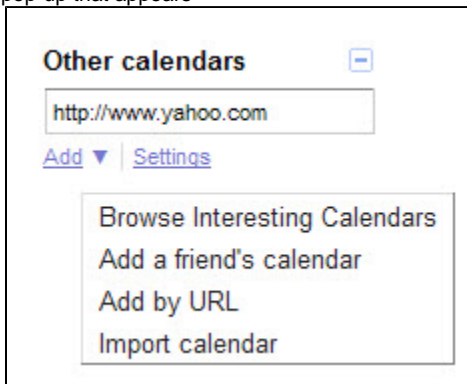 pop-up that appears
Other calendars
http://www.yahoo.com
Add ▼ Settings
Browse Interesting Calendars
Add a friend's calendar
Add by URL
Import calendar